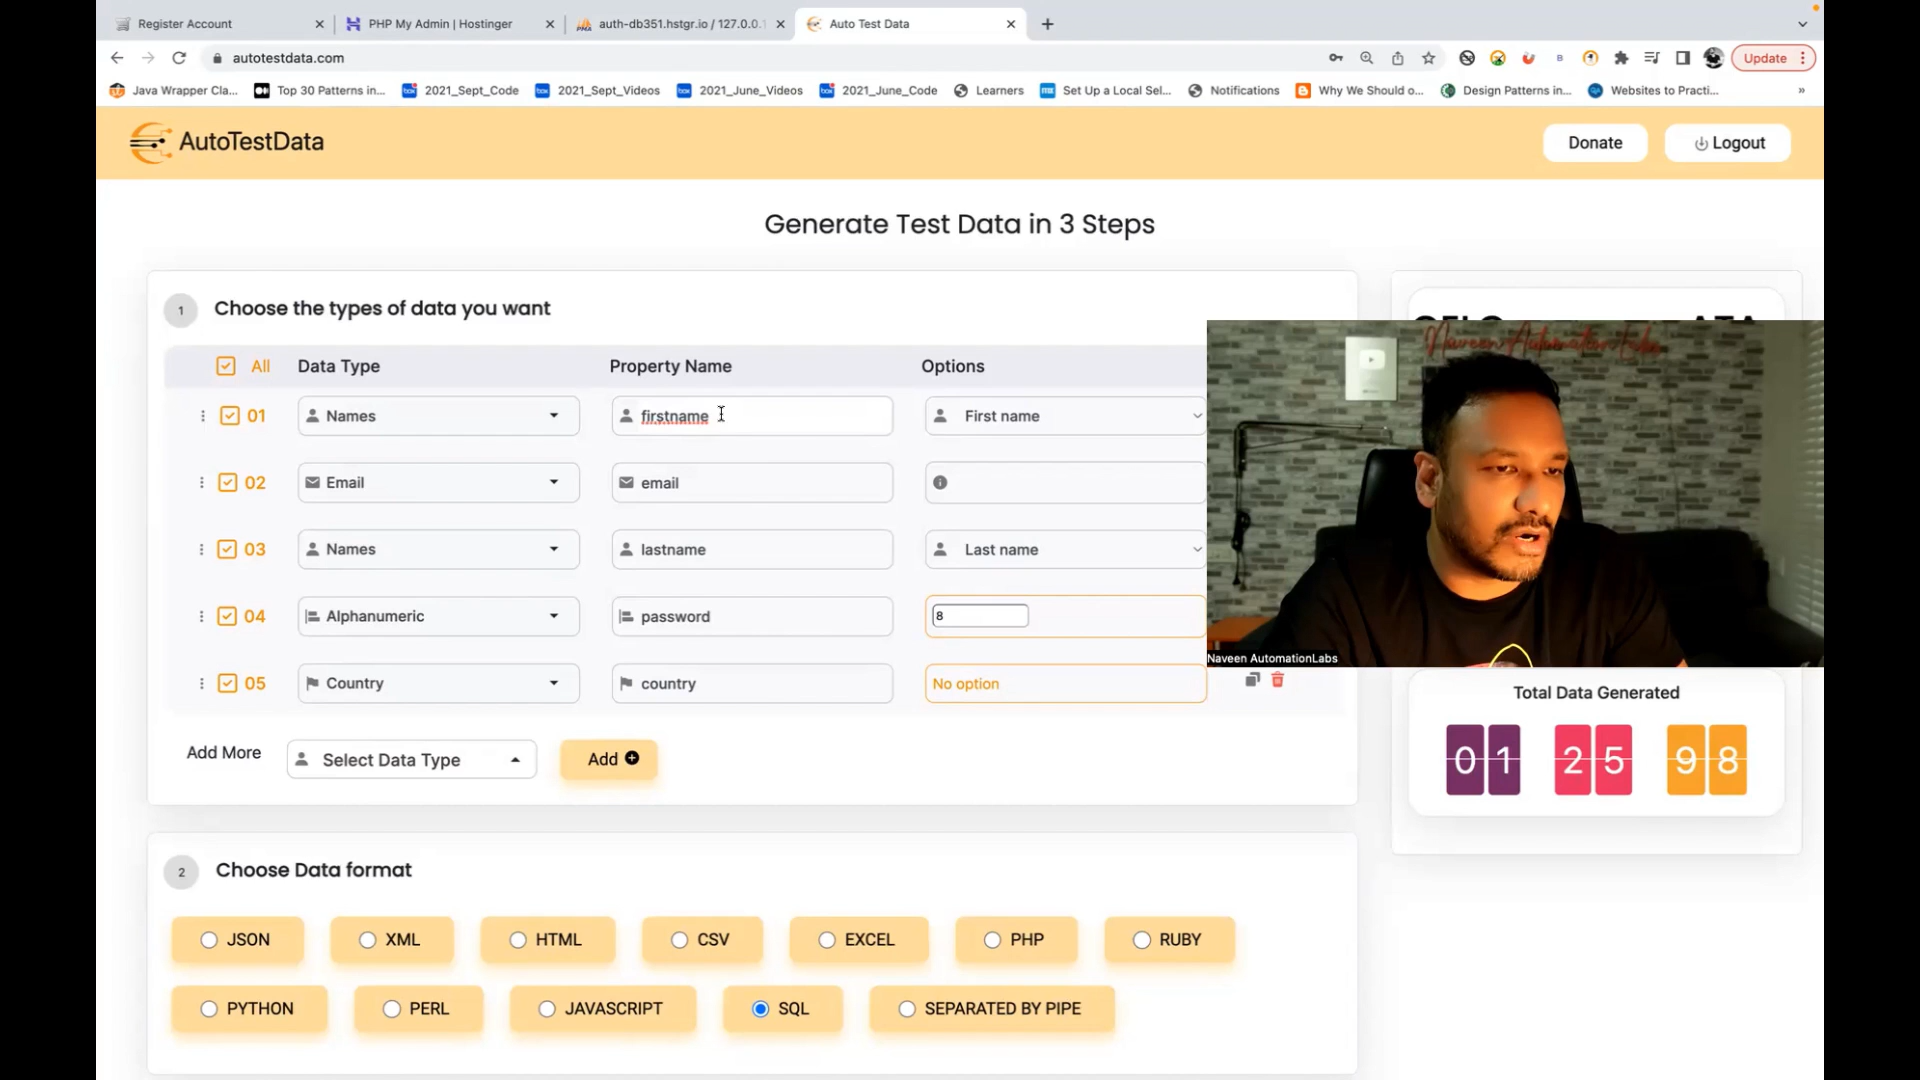 Register Account
PHP My Admin | Hostinger
auth-db351.hstgr.io / 127.0.0.1
Auto Test Data
autotestdata.com
Update
Java Wrapper Cla...
Top 30 Patterns in...
2021_Sept_Code
2021_Sept_Videos
2021_June_Videos
2021_June_Code
Learners
Set Up a Local Sel...
Notifications
Why We Should o...
Design Patterns in...
Websites to Practi...
AutoTestData
Donate
Logout
Generate Test Data in 3 Steps
1 Choose the types of data you want
All Data Type Property Name Options
01 Names firstname First name
02 Email email
03 Names lastname Last name
04 Alphanumeric password 8
05 Country country No option
Add More Select Data Type Add
2 Choose Data format
JSON XML HTML CSV EXCEL PHP RUBY
PYTHON PERL JAVASCRIPT SQL SEPARATED BY PIPE
Naveen Automation Labs
Naveen AutomationLabs
Total Data Generated
01 25 98